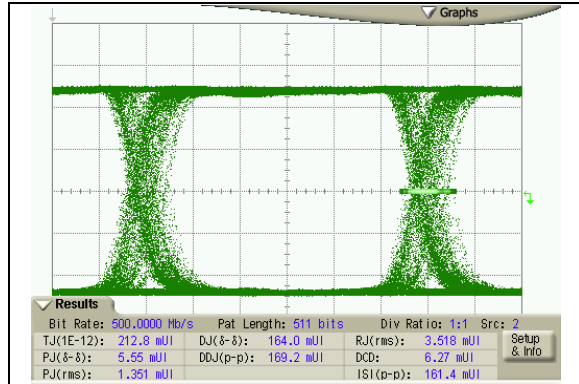 Graphs
Results
Bit Rate: 500.0000 Mb/s Pat Length: 511 bits Div Ratio: 1:1 Src: 2
TJ(1E-12): 212.8 mUI DJ(δ-δ): 164.0 mUI RJ(rms): 3.518 mUI Setup & Info
PJ(δ-δ): 5.55 mUI DDJ(p-p): 169.2 mUI DCD: 6.27 mUI
PJ(rms): 1.351 mUI ISI(p-p): 161.4 mUI